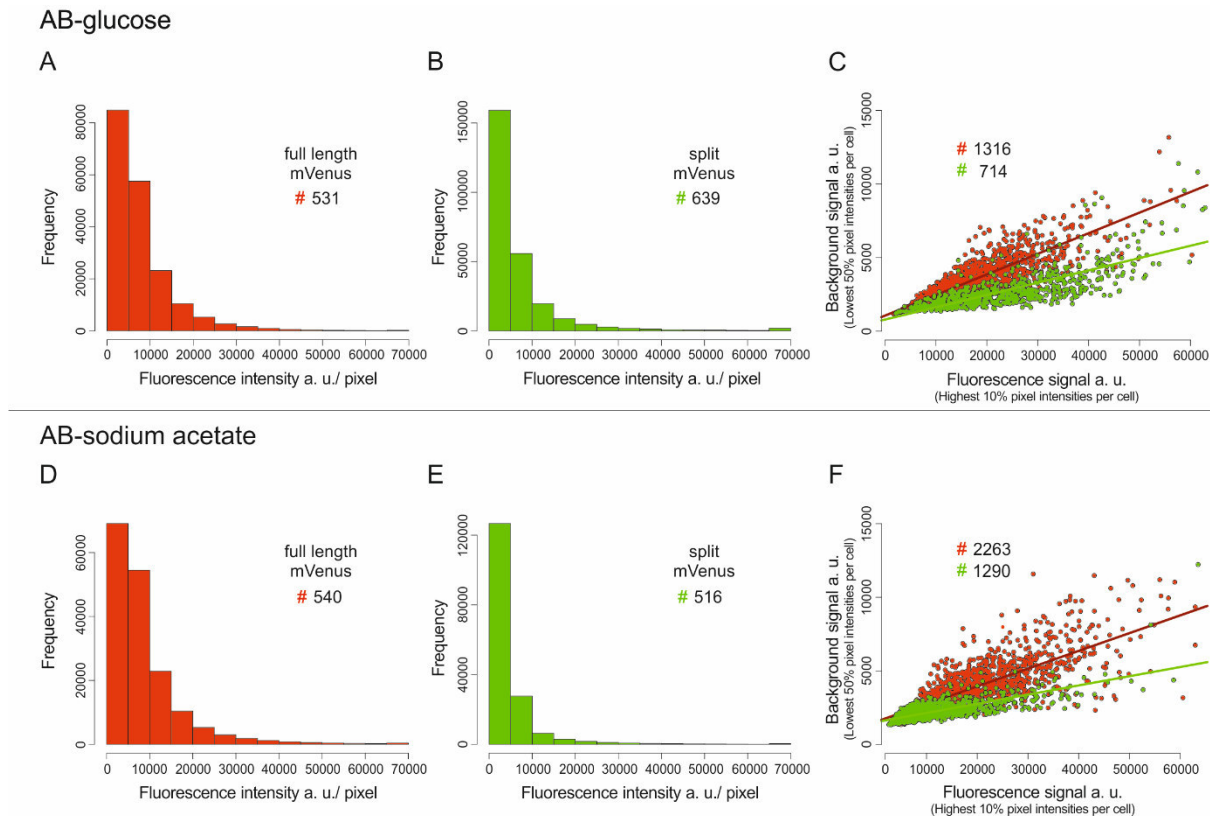 AB-glucose
A
B
C
Frequency
0
20000
40000
60000
80000
full length
mVenus
# 531
0
10000
20000
30000
40000
50000
60000
70000
Fluorescence intensity a. u./ pixel
Frequency
0
50000
100000
150000
split
mVenus
# 639
0
10000
20000
30000
40000
50000
60000
70000
Fluorescence intensity a. u./ pixel
Background signal a. u.
(Lowest 50% pixel intensities per cell)
0
5000
10000
15000
# 1316
# 714
0
10000
20000
30000
40000
50000
60000
Fluorescence signal a. u.
(Highest 10% pixel intensities per cell)
AB-sodium acetate
D
E
F
Frequency
0
20000
40000
60000
full length
mVenus
# 540
0
10000
20000
30000
40000
50000
60000
70000
Fluorescence intensity a. u./ pixel
Frequency
0
40000
80000
120000
split
mVenus
# 516
0
10000
20000
30000
40000
50000
60000
70000
Fluorescence intensity a. u./ pixel
Background signal a. u.
(Lowest 50% pixel intensities per cell)
0
5000
10000
15000
# 2263
# 1290
0
10000
20000
30000
40000
50000
60000
Fluorescence signal a. u.
(Highest 10% pixel intensities per cell)